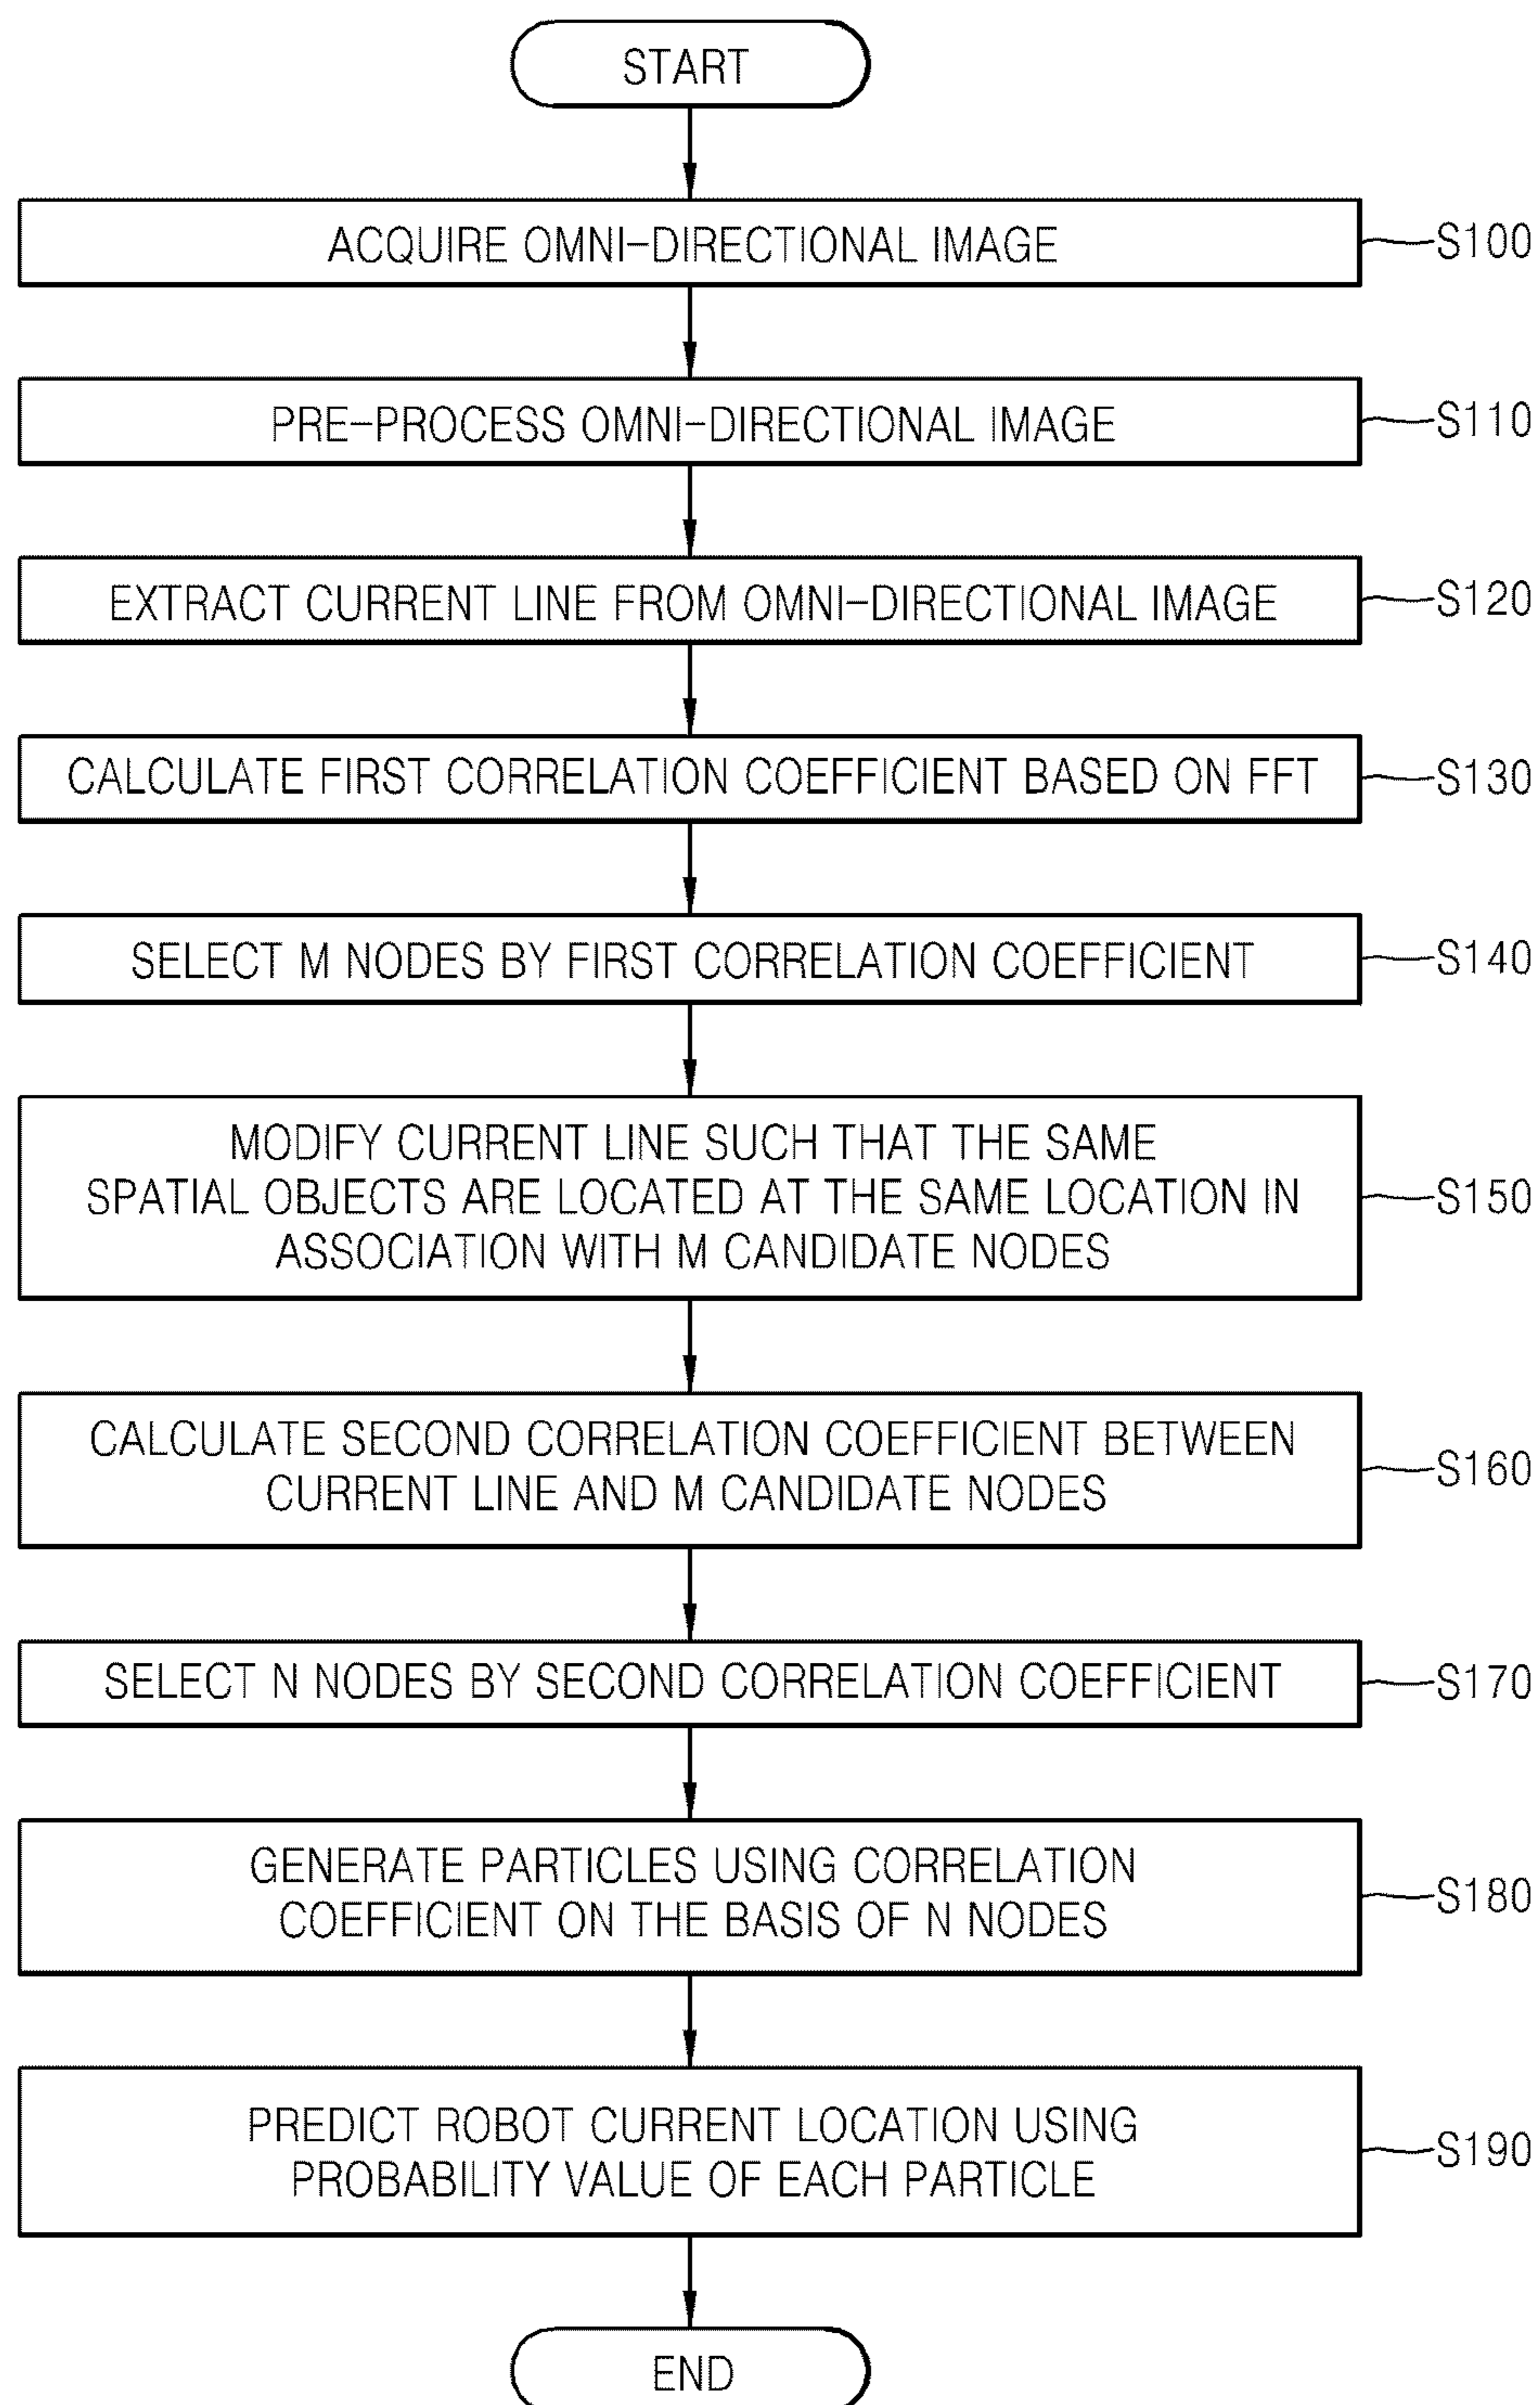 START
ACQUIRE OMNI-DIRECTIONAL IMAGE
S100
PRE-PROCESS OMNI-DIRECTIONAL IMAGE
S110
EXTRACT CURRENT LINE FROM OMNI-DIRECTIONAL IMAGE
S120
CALCULATE FIRST CORRELATION COEFFICIENT BASED ON FFT
S130
SELECT M NODES BY FIRST CORRELATION COEFFICIENT
S140
MODIFY CURRENT LINE SUCH THAT THE SAME
SPATIAL OBJECTS ARE LOCATED AT THE SAME LOCATION IN
ASSOCIATION WITH M CANDIDATE NODES
S150
CALCULATE SECOND CORRELATION COEFFICIENT BETWEEN
CURRENT LINE AND M CANDIDATE NODES
S160
SELECT N NODES BY SECOND CORRELATION COEFFICIENT
S170
GENERATE PARTICLES USING CORRELATION
COEFFICIENT ON THE BASIS OF N NODES
S180
PREDICT ROBOT CURRENT LOCATION USING
PROBABILITY VALUE OF EACH PARTICLE
S190
END